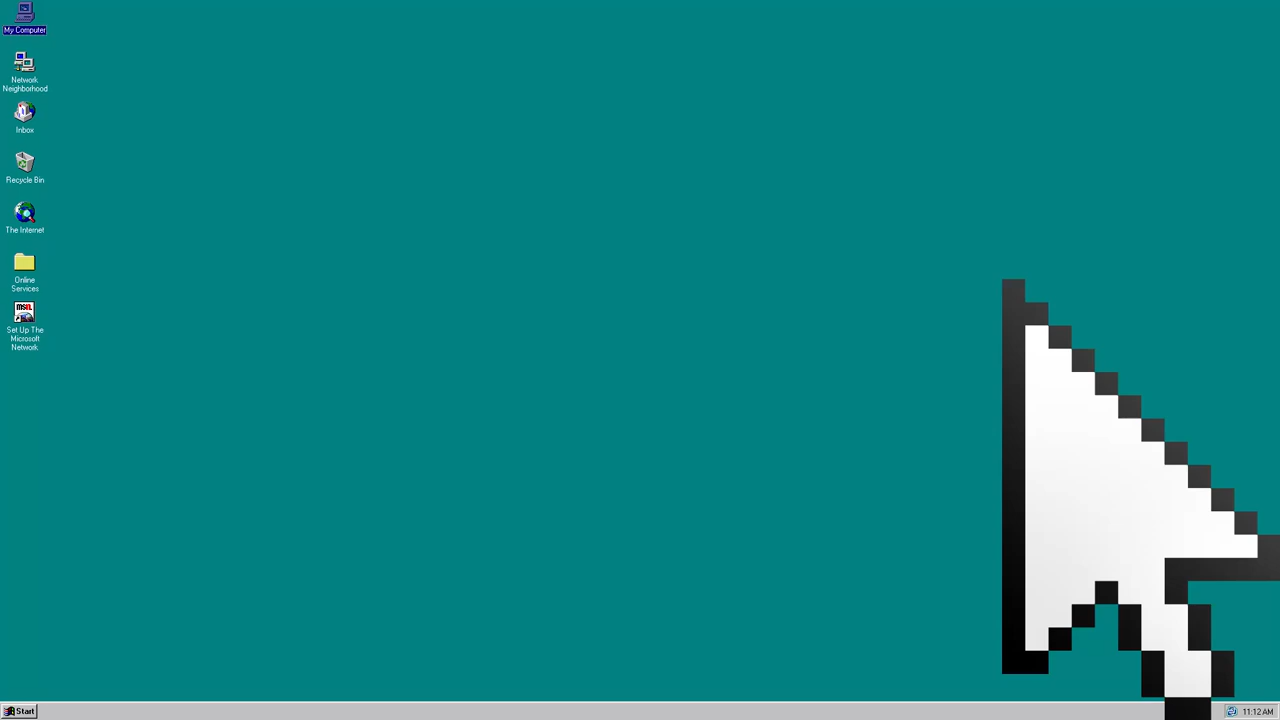 My Computer
Network
Neighborhood
Inbox
Recycle Bin
The Internet
Online
Services
msn
Set Up The
Microsoft
Network
Start
11:12 AM